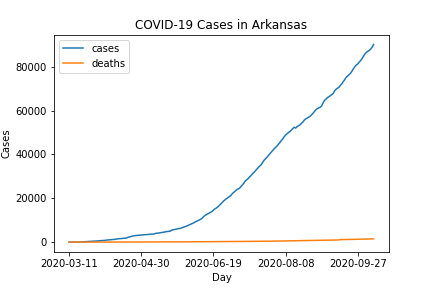 COVID-19 Cases in Arkansas
cases
deaths
80000
60000
40000
20000
0
Cases
2020-03-11 2020-04-30 2020-06-19 2020-08-08 2020-09-27
Day